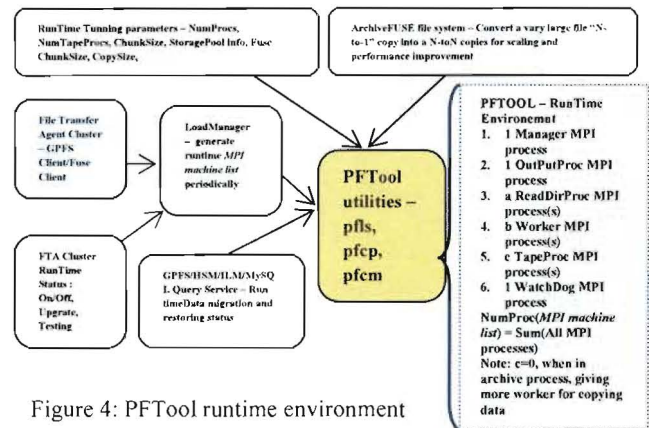 RunTime Tunning parameters – NumProcs,
NumTapeProcs, ChunkSize, StoragePool Info, Fuse
ChunkSize, CopySize,
ArchiveFUSE file system – Convert a vary large file "N-
to-1" copy into a N-toN copies for scaling and
performance improvement
File Transfer
Agent Cluster
– GPFS
Client/Fuse
Client
LoadManager
– generate
runtime MPI
machine list
periodically
PFTool
utilities –
pfls,
pfcp,
pfcm
PFTOOL – RunTime
Environemnt
1. 1 Manager MPI
process
2. 1 OutPutProc MPI
process
3. a ReadDirProc MPI
process(s)
4. b Worker MPI
process(s)
5. c TapeProc MPI
process(s)
6. 1 WatchDog MPI
process
NumProc(MPI machine
list) = Sum(All MPI
processes)
Note: c=0, when in
archive process, giving
more worker for copying
data
FTA Cluster
RunTime
Status :
On/Off,
Upgrate,
Testing
GPFS/HSM/ILM/MySQ
L Query Service – Run
timeData migration and
restoring status
Figure 4: PFTool runtime environment